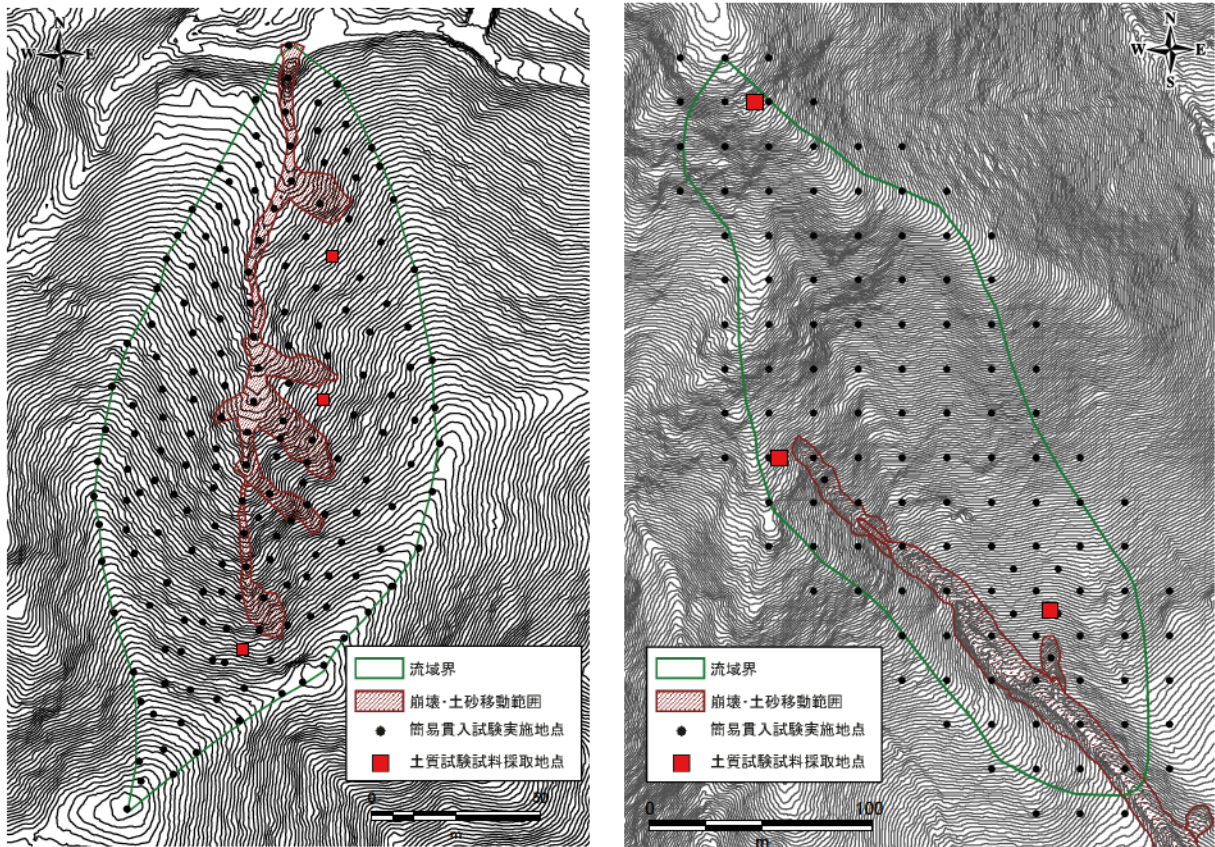 N
W E
S
流域界
崩壊・土砂移動範囲
簡易貫入試験実施地点
土質試験試料採取地点
0 50
m
N
W E
S
流域界
崩壊・土砂移動範囲
簡易貫入試験実施地点
土質試験試料採取地点
0 100
m